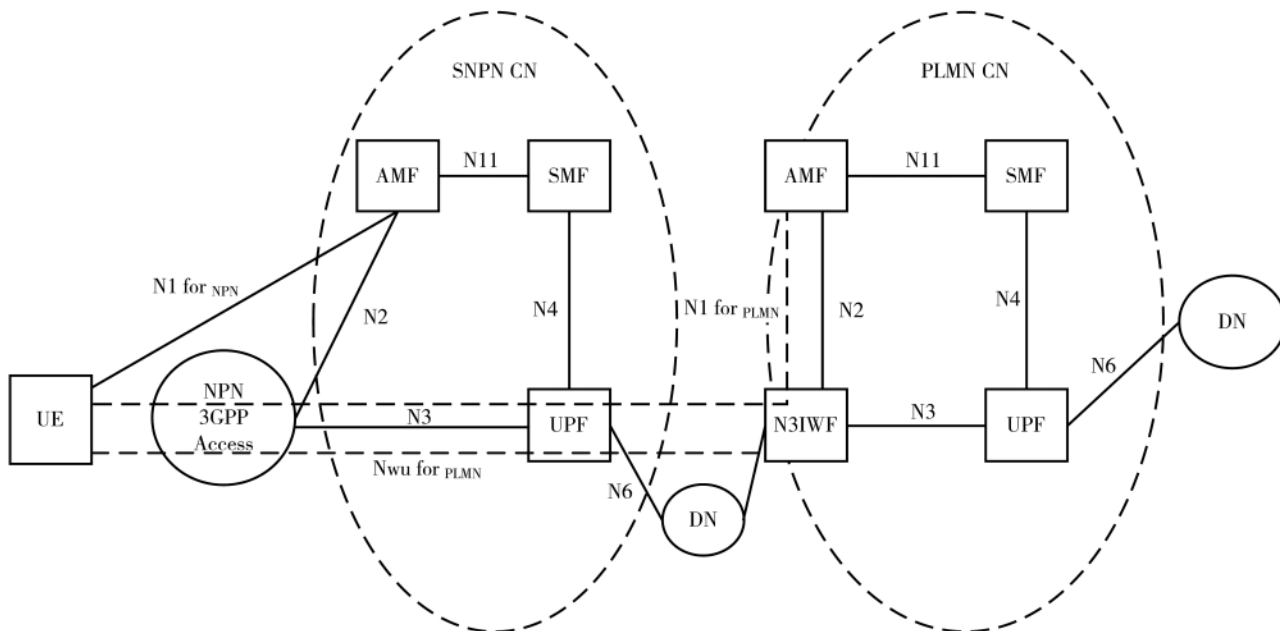 SNPN CN
PLMN CN
AMF
N11
SMF
AMF
N11
SMF
N1 for NPN
N2
N4
N1 for PLMN
N2
N4
DN
N6
UE
NPN
3GPP
Access
N3
UPF
N3IWF
N3
UPF
Nwu for PLMN
N6
DN